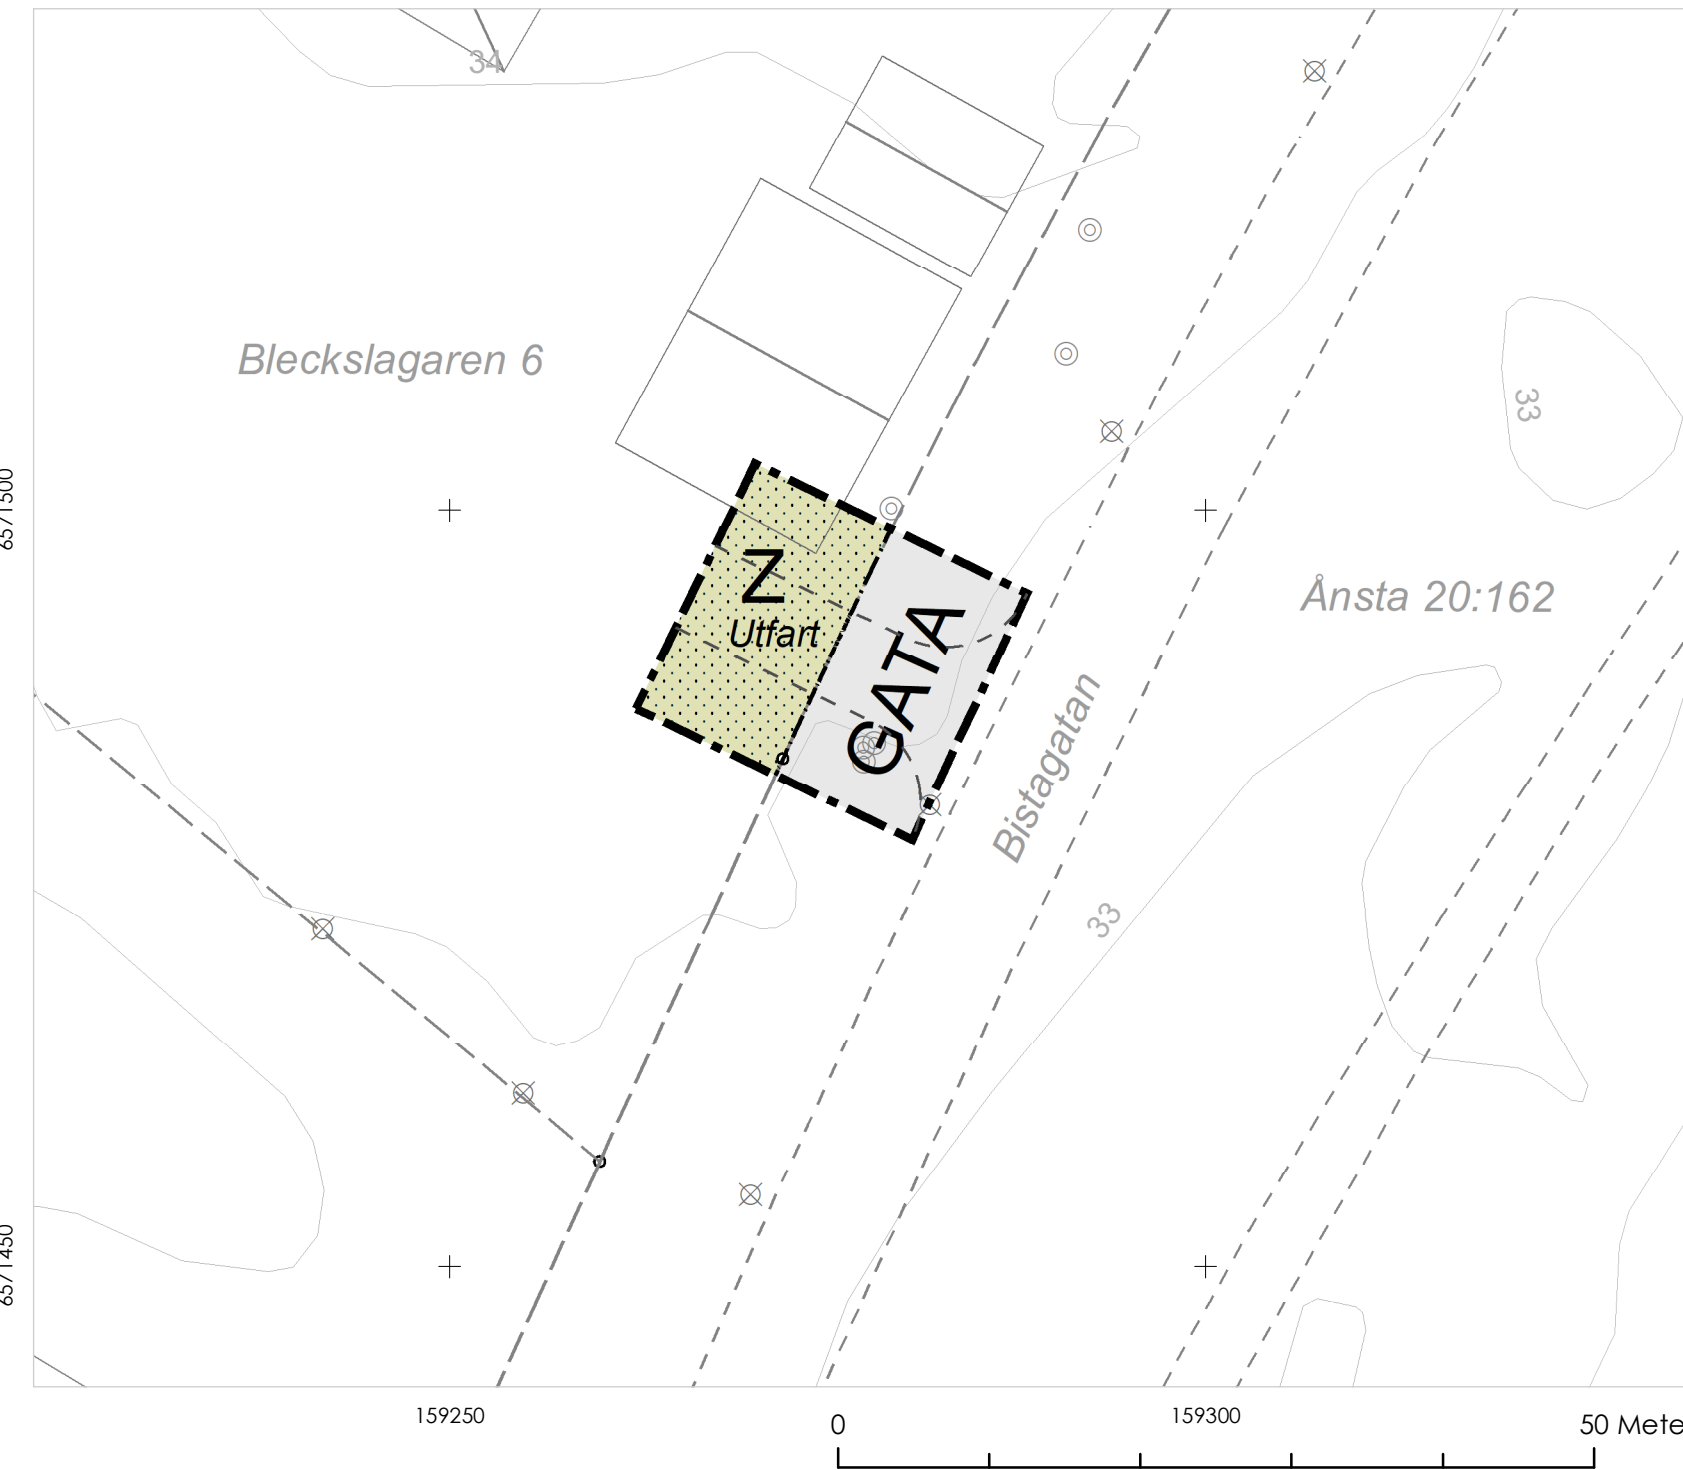 34
Bleckslagaren 6
33
6571500
Z
Utfart
GATA
Ånsta 20:162
Bistagatan
33
6571450
159250
159300
0
50 Mete